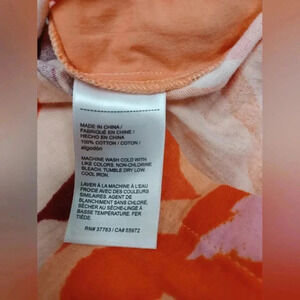 MADE IN CHINA /
FABRIQUÉ EN CHINE /
HECHO EN CHINA
100% COTTON / COTON /
algodón
MACHINE WASH COLD WITH
LIKE COLORS. NON-CHLORINE
BLEACH, TUMBLE DRY LOW.
COOL IRON.
LAVER À LA MACHINE À L'EAU
FROIDE AVEC DES COULEURS
SIMILAIRES. AGENT DE
BLANCHIMENT SANS CHLORE,
SÉCHER AU SÈCHE-LINGE À
BASSE TEMPÉRATURE. FER
TIÈDE.
RN# 37783 / CA# 55972